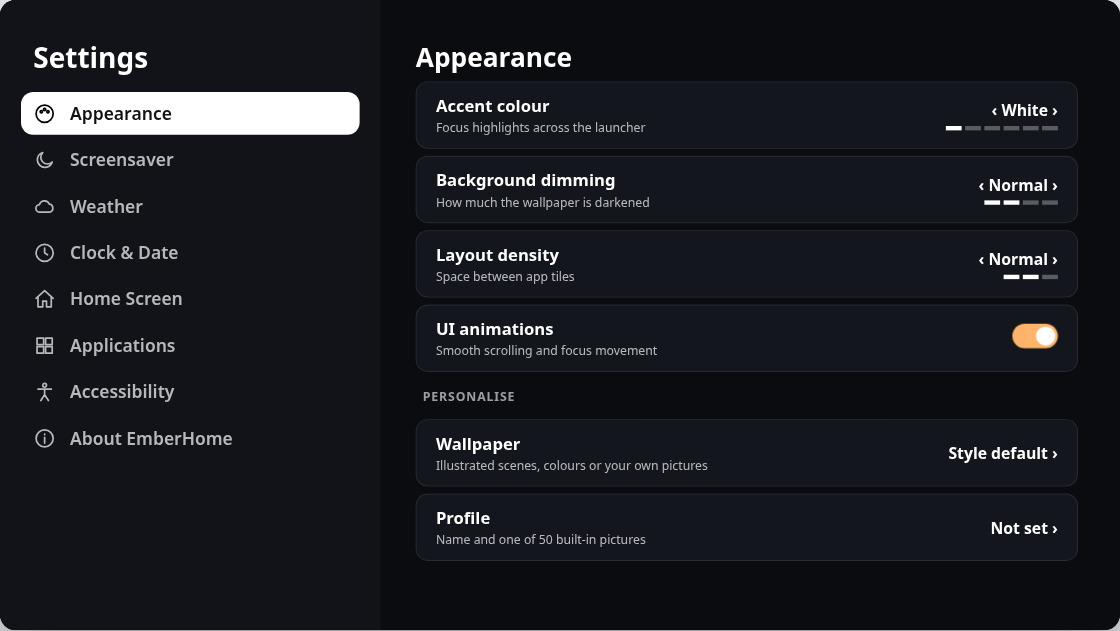 Settings
Appearance
Screensaver
Weather
Clock & Date
Home Screen
Applications
Accessibility
About EmberHome
Appearance
Accent colour
Focus highlights across the launcher
‹ White ›
Background dimming
How much the wallpaper is darkened
‹ Normal ›
Layout density
Space between app tiles
‹ Normal ›
UI animations
Smooth scrolling and focus movement
PERSONALISE
Wallpaper
Illustrated scenes, colours or your own pictures
Style default ›
Profile
Name and one of 50 built-in pictures
Not set ›